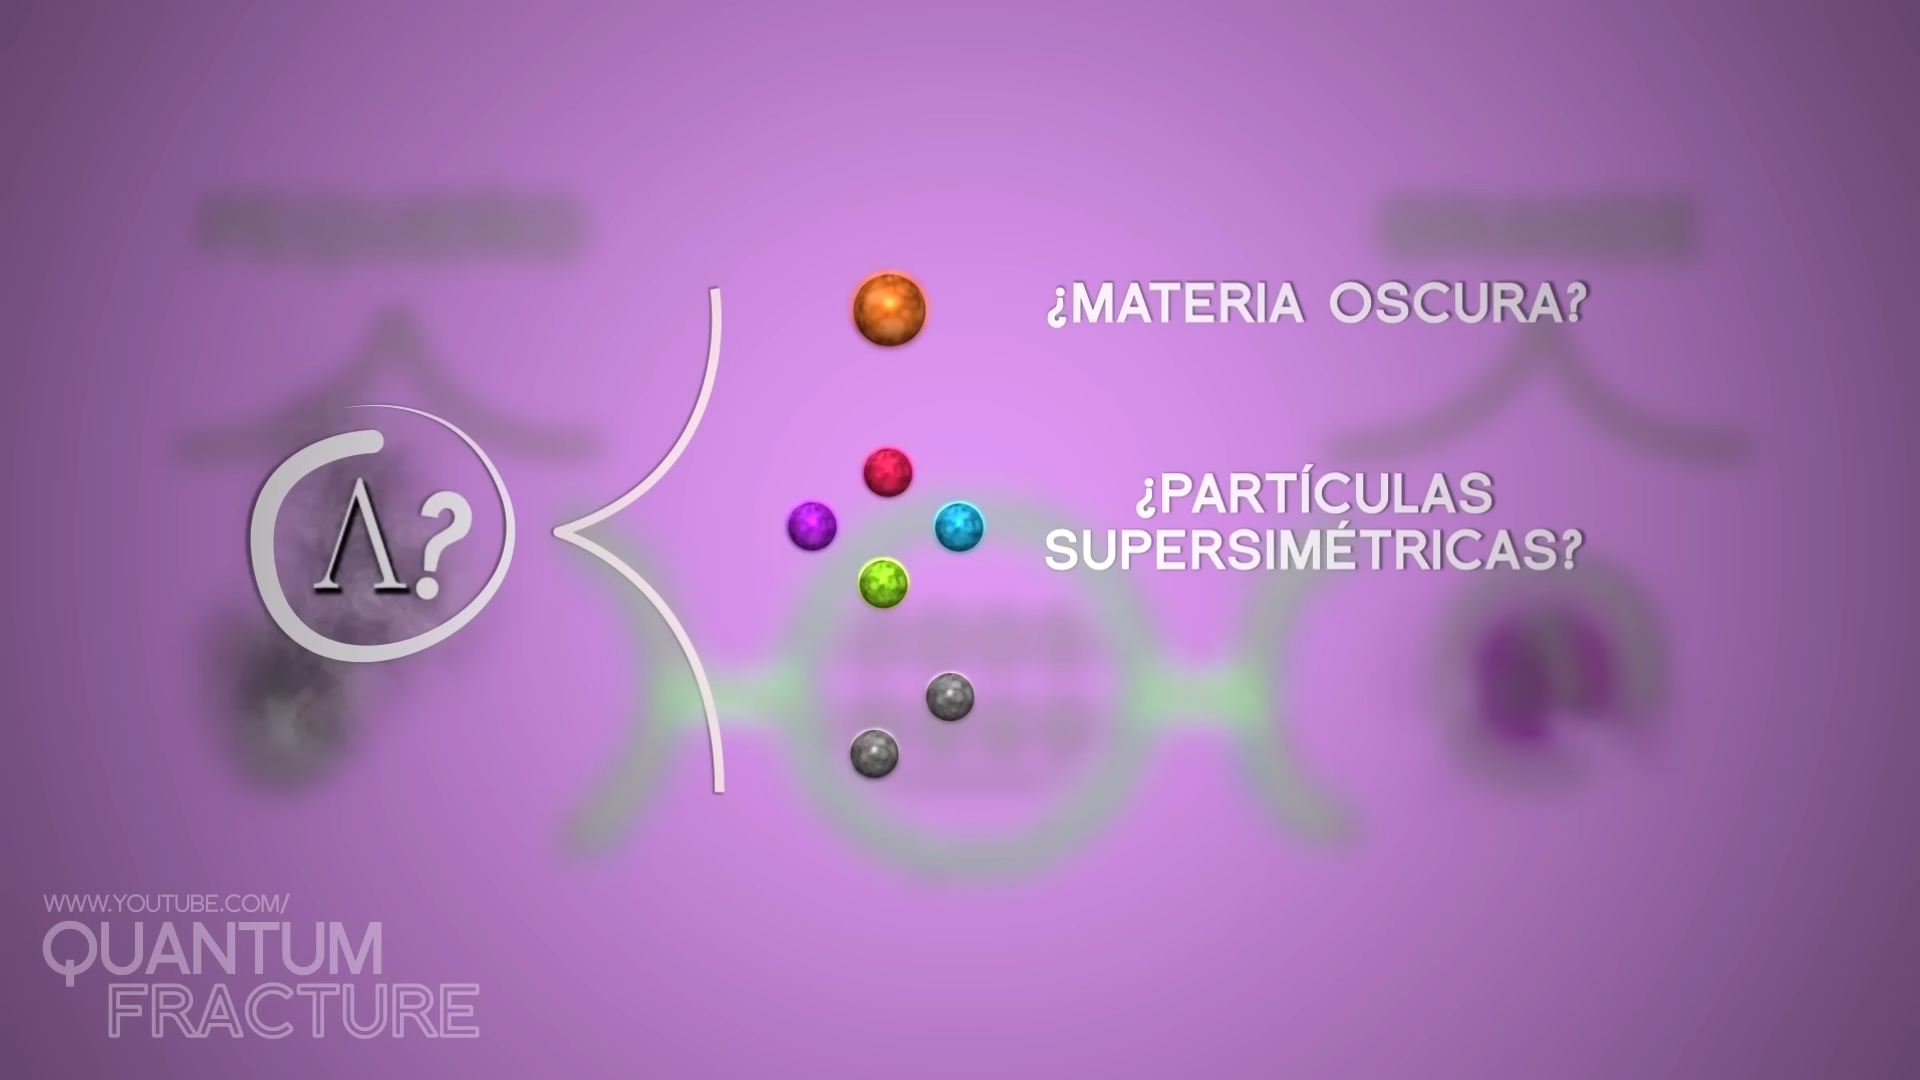 ¿MATERIA OSCURA?
Λ?
¿PARTÍCULAS
SUPERSIMÉTRICAS?
WWW.YOUTUBE.COM/
QUANTUM
FRACTURE